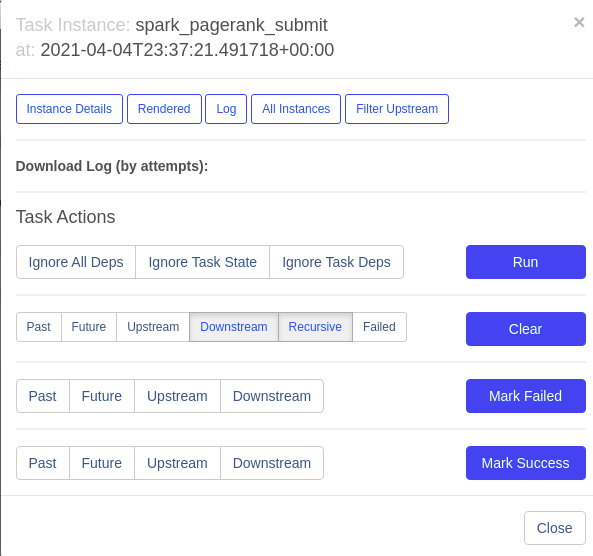 Task Instance: spark_pagerank_submit ×
at: 2021-04-04T23:37:21.491718+00:00
Instance Details Rendered Log All Instances Filter Upstream
Download Log (by attempts):
Task Actions
Ignore All Deps Ignore Task State Ignore Task Deps Run
Past Future Upstream Downstream Recursive Failed Clear
Past Future Upstream Downstream Mark Failed
Past Future Upstream Downstream Mark Success
Close